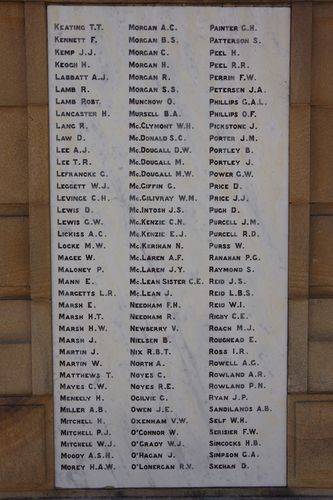 Keating T.T.
Kennett F.
Kemp J.J.
Keogh H.
Labbatt A.J.
Lamb R.
Lamb Robt.
Lancaster H.
Lang R.
Law D.
Lee A.J.
Lee T.R.
Lefrancke C.
Leggett W.J.
Levinge C.H.
Lewis D.
Lewis G.W.
Lickiss A.C.
Locke M.W.
Magee W.
Maloney P.
Mann E.
Margetts L.R.
Marsh E.
Marsh H.T.
Marsh H.W.
Marsh J.
Martin J.
Martin W.
Matthews T.
Mayes C.W.
Meneely H.
Miller A.B.
Mitchell H.
Mitchell P.J.
Mitchell W.J.
Moody A.S.H.
Morey H.A.W.
Morgan A.C.
Morgan B.S.
Morgan C.
Morgan H.
Morgan R.
Morgan S.S.
Munchow O.
Mursell B.A.
McClymont W.H.
McDonald S.C.
McDougall D.W.
McDougall M.
McDougall M.W.
McGiffin G.
McGilivray W.M.
McIntosh J.S.
McKenzie C.N.
McKenzie E.J.
McKerihan N.
McLaren A.F.
McLaren J.Y.
McLean Sister C.E.
McLean J.
Needham F.H.
Needham R.
Newberry V.
Nielsen B.
Nix R.B.T.
North A.
Noyes C.
Noyes R.E.
Ogilvie G.
Owen J.E.
Oxenham V.W.
O'Connor W.
O'Grady W.J.
O'Hagan J.
O'Lonergan R.V.
Painter G.H.
Patterson S.
Peel H.
Peel R.R.
Perrin F.W.
Petersen J.A.
Phillips G.A.L.
Phillips O.F.
Pickstone J.
Porter J.M.
Portley B.
Portley J.
Power G.W.
Price D.
Price J.J.
Pugh D.
Purcell J.M.
Purcell R.D.
Purss W.
Ranahan P.G.
Raymond S.
Reid J.S.
Reid L.B.S.
Reid W.I.
Rigby C.E.
Roach M.J.
Roughead E.
Ross I.R.
Rowell A.G.
Rowland A.R.
Rowland P.N.
Ryan J.P.
Sandilands A.B.
Self W.H.
Serisier F.W.
Simcocks H.B.
Simpson G.A.
Skehan D.